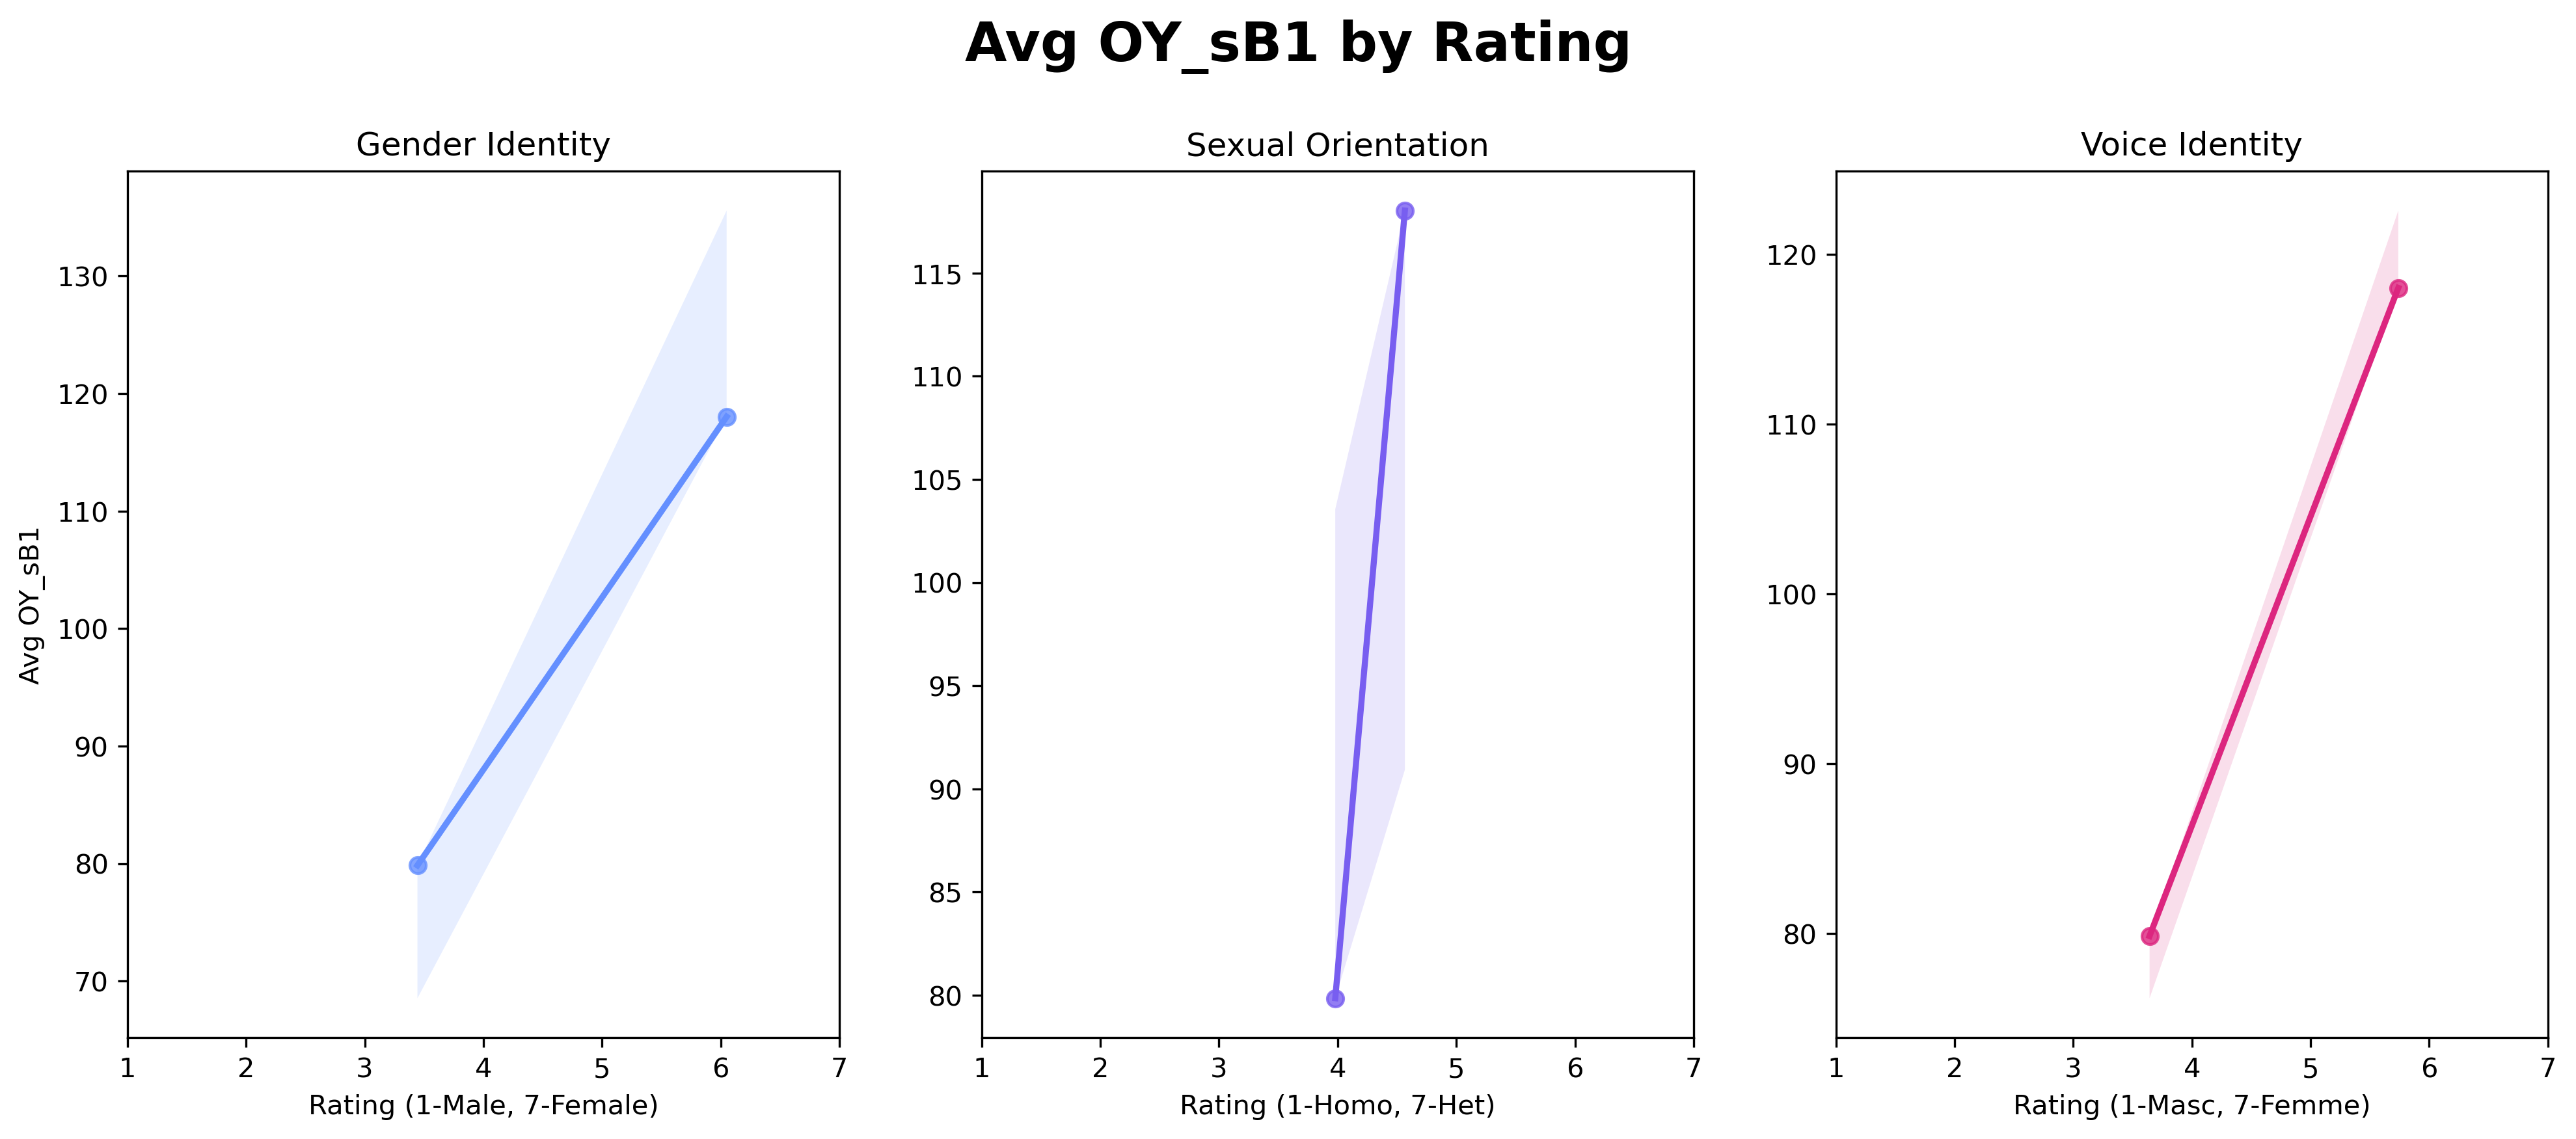 Avg OY_sB1 by Rating
Gender Identity
Avg OY_sB1
130
120
110
100
90
80
70
1 2 3 4 5 6 7
Rating (1-Male, 7-Female)
Sexual Orientation
115
110
105
100
95
90
85
80
1 2 3 4 5 6 7
Rating (1-Homo, 7-Het)
Voice Identity
120
110
100
90
80
1 2 3 4 5 6 7
Rating (1-Masc, 7-Femme)